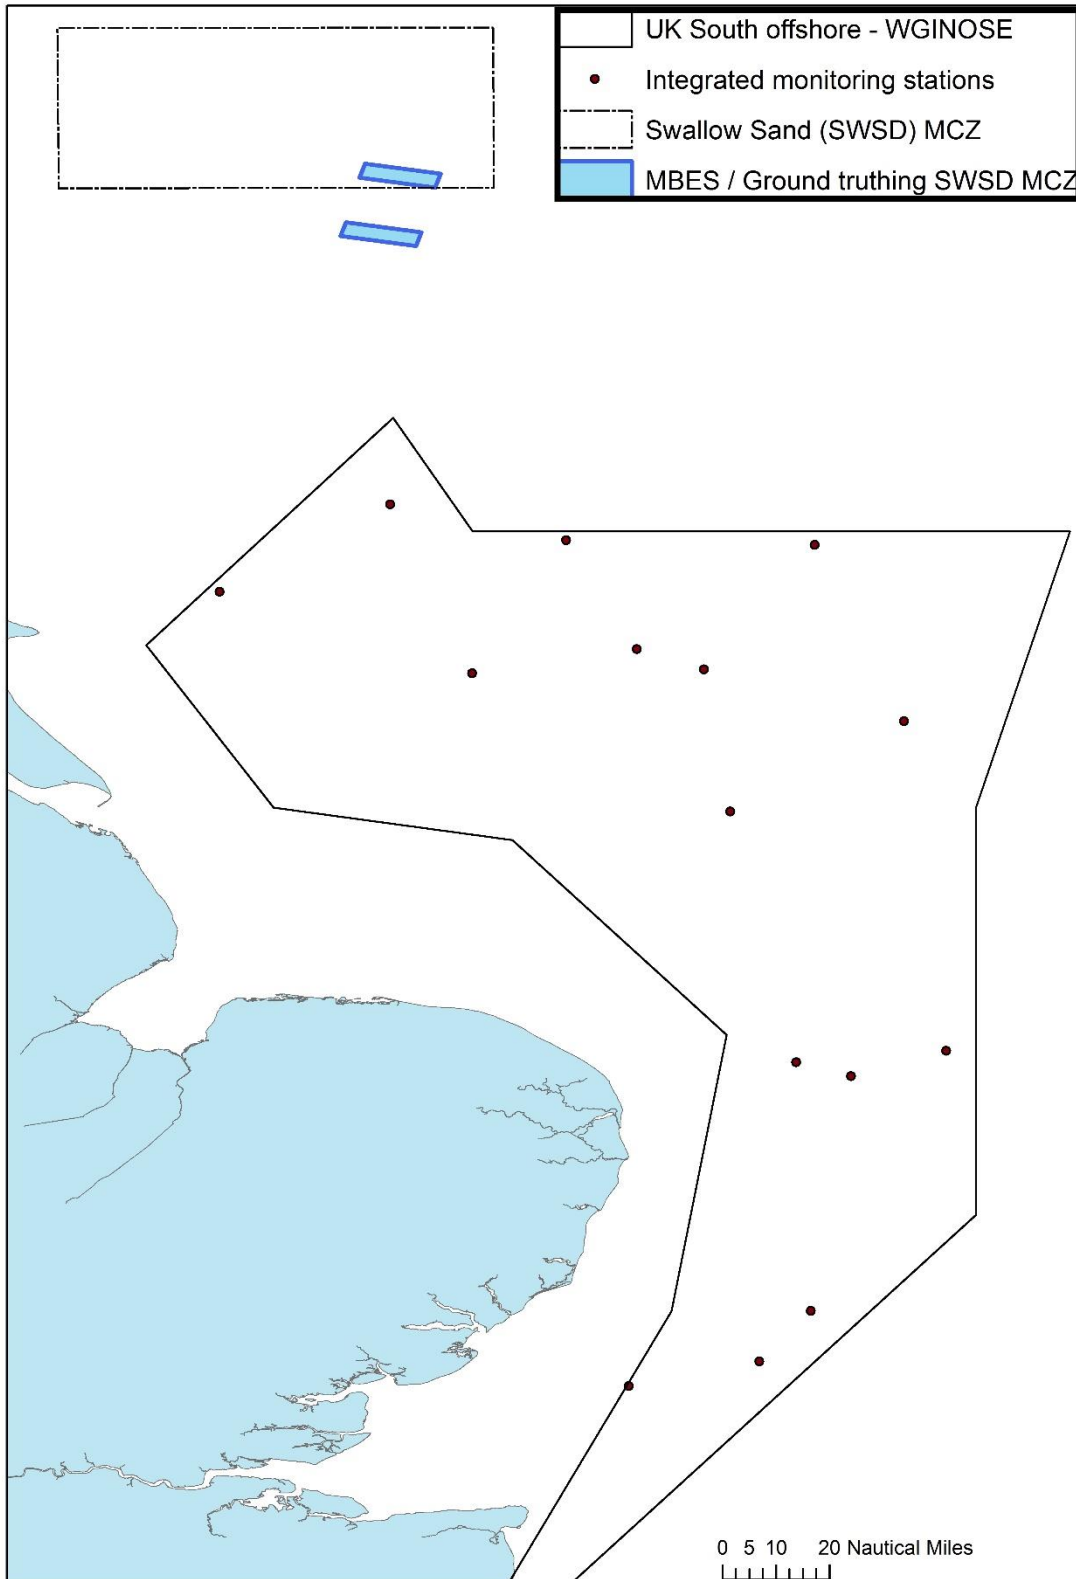 UK South offshore - WGINOSE
Integrated monitoring stations
Swallow Sand (SWSD) MCZ
MBES / Ground truthing SWSD MCZ
0 5 10 20 Nautical Miles